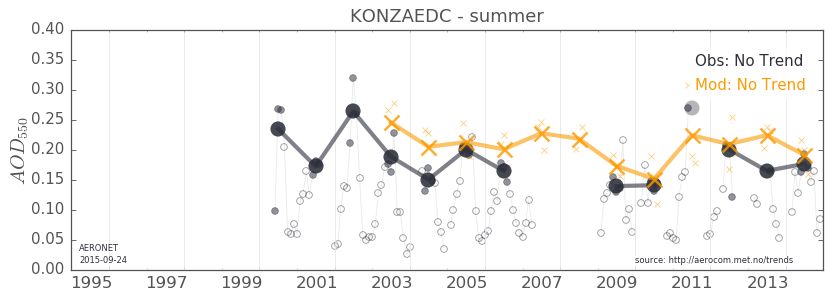 KONZAEDC - summer
0.40
0.35
0.30
0.25
0.20
0.15
0.10
0.05
0.00
AOD550
Obs: No Trend
Mod: No Trend
AERONET
2015-09-24
source: http://aerocom.met.no/trends
1995 1997 1999 2001 2003 2005 2007 2009 2011 2013